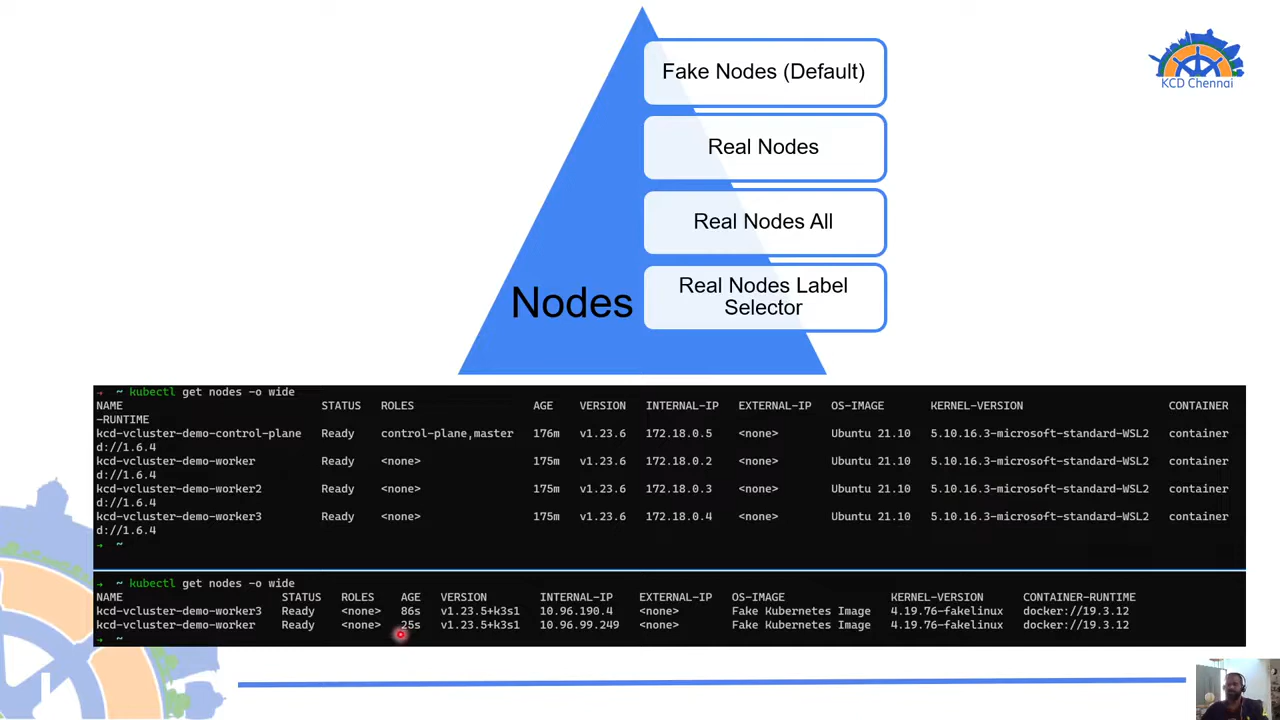 KCD Chennai
Fake Nodes (Default)
Real Nodes
Real Nodes All
Real Nodes Label
Selector
Nodes
→ ~ kubectl get nodes -o wide
NAME STATUS ROLES AGE VERSION INTERNAL-IP EXTERNAL-IP OS-IMAGE KERNEL-VERSION CONTAINER
-RUNTIME
kcd-vcluster-demo-control-plane Ready control-plane,master 176m v1.23.6 172.18.0.5 <none> Ubuntu 21.10 5.10.16.3-microsoft-standard-WSL2 container
d://1.6.4
kcd-vcluster-demo-worker Ready <none> 175m v1.23.6 172.18.0.2 <none> Ubuntu 21.10 5.10.16.3-microsoft-standard-WSL2 container
d://1.6.4
kcd-vcluster-demo-worker2 Ready <none> 175m v1.23.6 172.18.0.3 <none> Ubuntu 21.10 5.10.16.3-microsoft-standard-WSL2 container
d://1.6.4
kcd-vcluster-demo-worker3 Ready <none> 175m v1.23.6 172.18.0.4 <none> Ubuntu 21.10 5.10.16.3-microsoft-standard-WSL2 container
d://1.6.4
→ ~
→ ~ kubectl get nodes -o wide
NAME STATUS ROLES AGE VERSION INTERNAL-IP EXTERNAL-IP OS-IMAGE KERNEL-VERSION CONTAINER-RUNTIME
kcd-vcluster-demo-worker3 Ready <none> 86s v1.23.5+k3s1 10.96.190.4 <none> Fake Kubernetes Image 4.19.76-fakelinux docker://19.3.12
kcd-vcluster-demo-worker Ready <none> 25s v1.23.5+k3s1 10.96.99.249 <none> Fake Kubernetes Image 4.19.76-fakelinux docker://19.3.12
→ ~